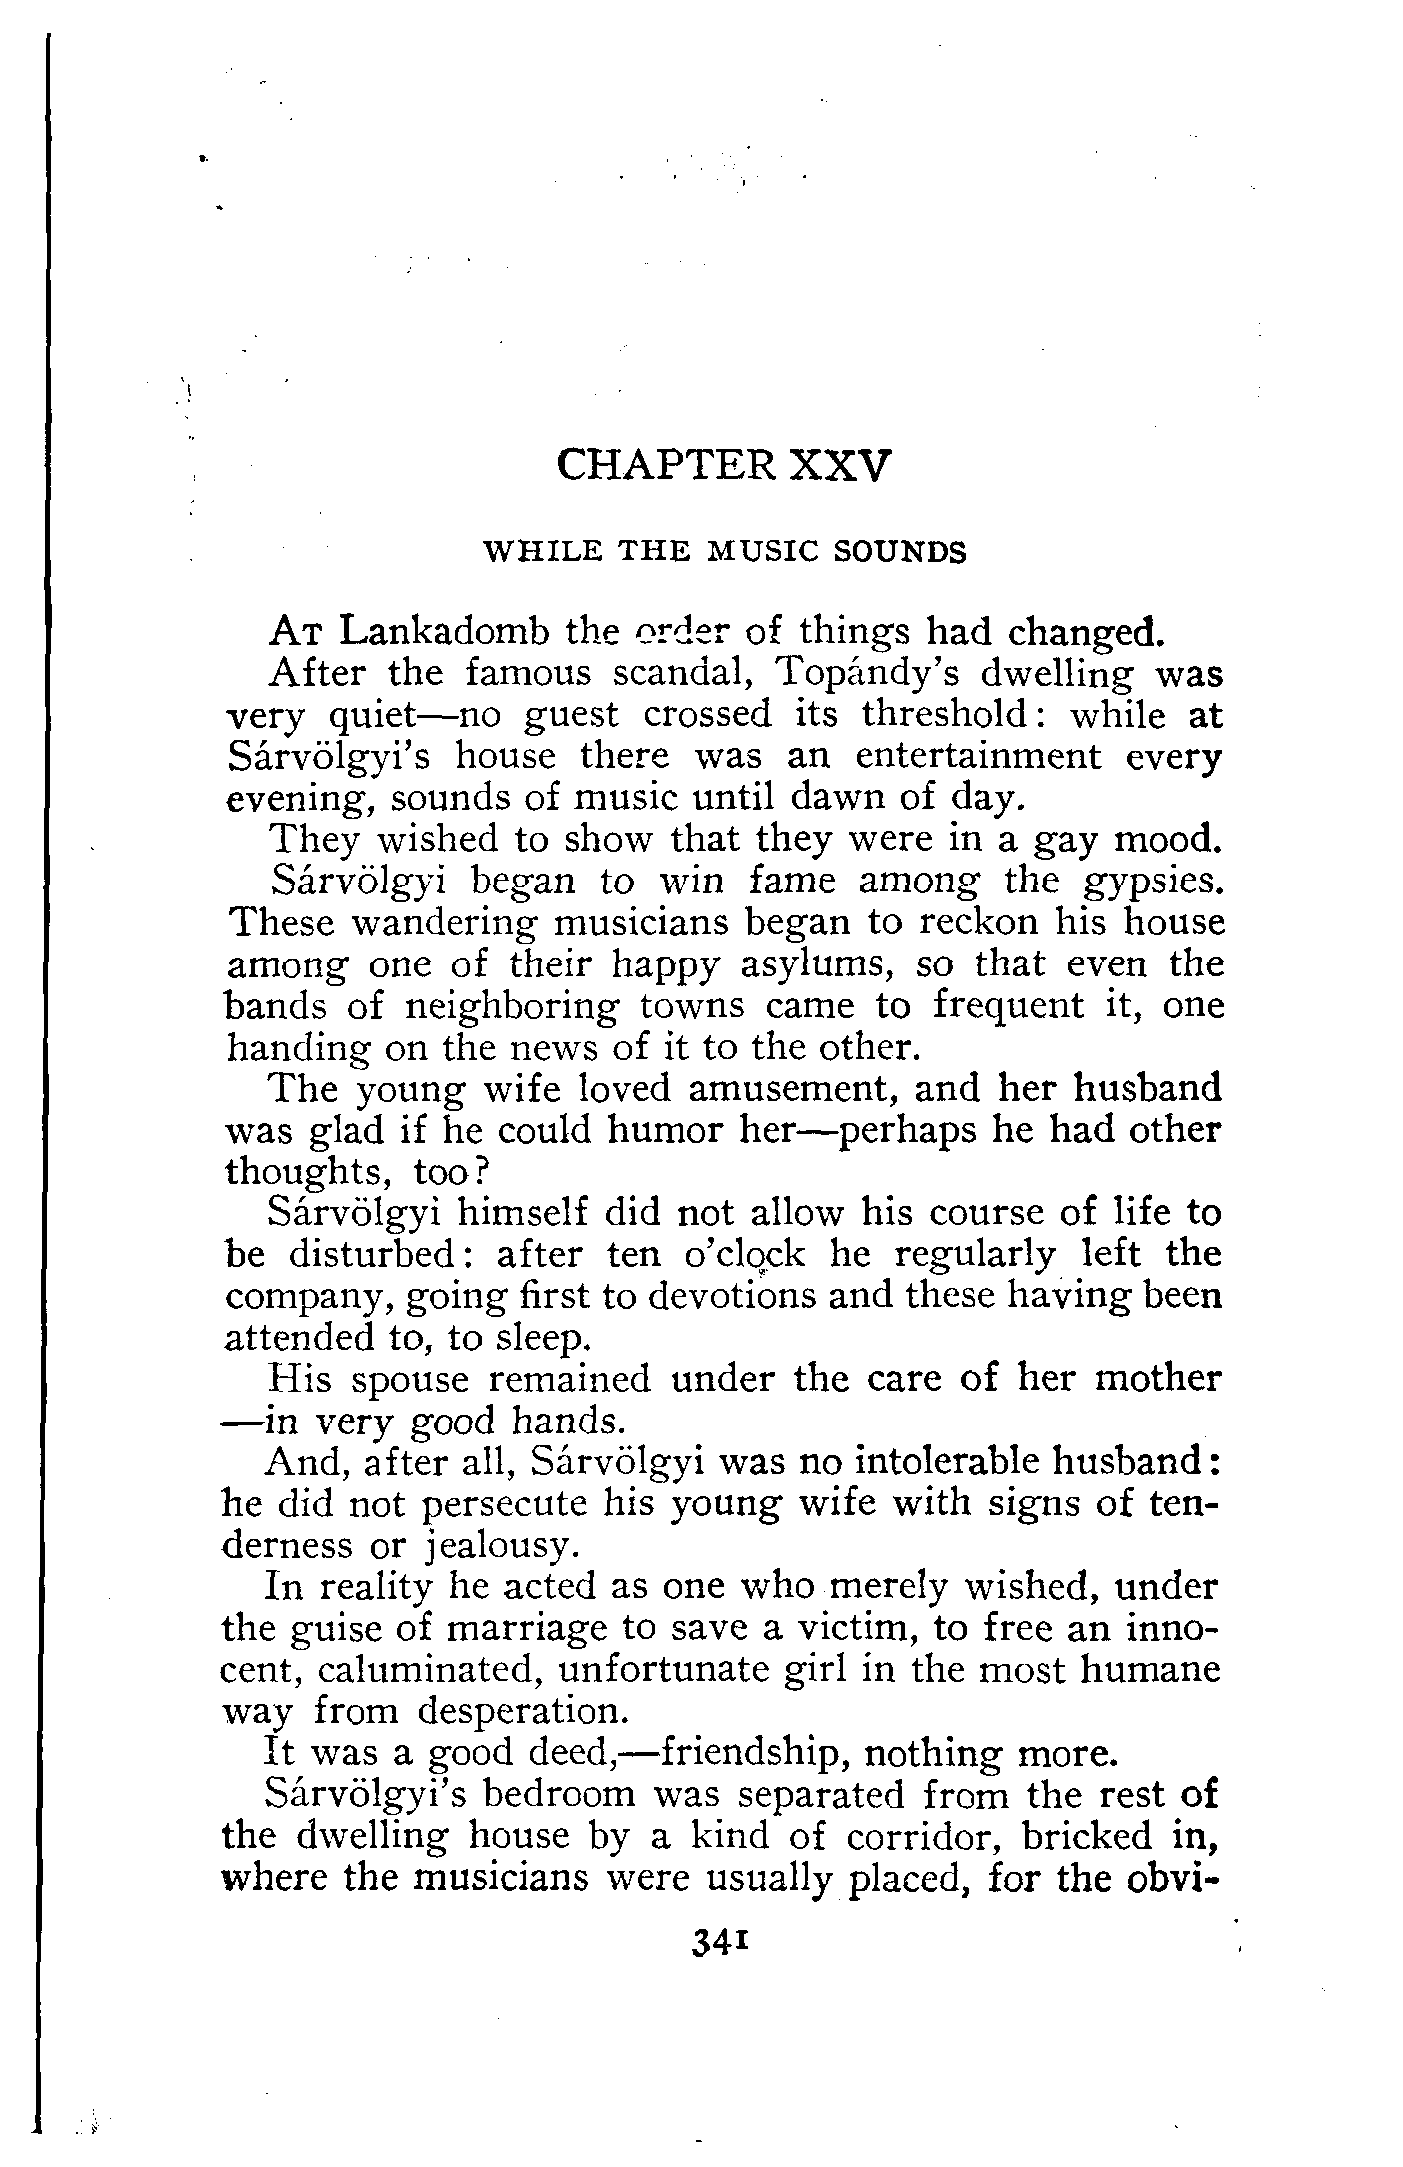 CHAPTER XXV
WHILE THE MUSIC SOUNDS
AT Lankadomb the order of things had changed.
After the famous scandal, Topándy's dwelling was
very quiet—no guest crossed its threshold: while at
Sárvölgyi's house there was an entertainment every
evening, sounds of music until dawn of day.
They wished to show that they were in a gay mood.
Sárvölgyi began to win fame among the gypsies.
These wandering musicians began to reckon his house
among one of their happy asylums, so that even the
bands of neighboring towns came to frequent it, one
handing on the news of it to the other.
The young wife loved amusement, and her husband
was glad if he could humor her—perhaps he had other
thoughts, too?
Sárvölgyi himself did not allow his course of life to
be disturbed: after ten o'clock he regularly left the
company, going first to devotions and these having been
attended to, to sleep.
His spouse remained under the care of her mother
—in very good hands.
And, after all, Sárvölgyi was no intolerable husband:
he did not persecute his young wife with signs of ten-
derness or jealousy.
In reality he acted as one who merely wished, under
the guise of marriage to save a victim, to free an inno-
cent, caluminated, unfortunate girl in the most humane
way from desperation.
It was a good deed,—friendship, nothing more.
Sárvölgyi's bedroom was separated from the rest of
the dwelling house by a kind of corridor, bricked in,
where the musicians were usually placed, for the obvi-
341